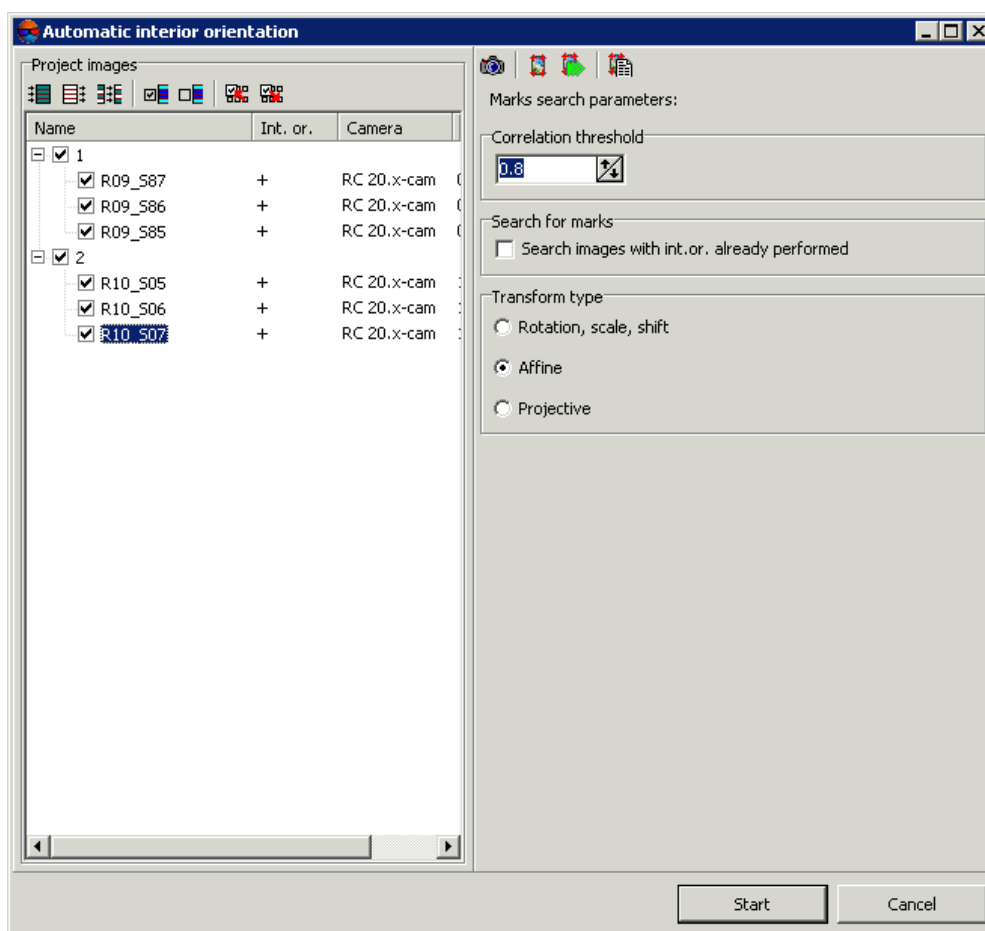 Automatic interior orientation
Project images
Name Int. or. Camera
1
R09_S87 + RC 20.x-cam
R09_S86 + RC 20.x-cam
R09_S85 + RC 20.x-cam
2
R10_S05 + RC 20.x-cam
R10_S06 + RC 20.x-cam
R10_S07 + RC 20.x-cam
Marks search parameters:
Correlation threshold
0.8
Search for marks
Search images with int.or. already performed
Transform type
Rotation, scale, shift
Affine
Projective
Start Cancel